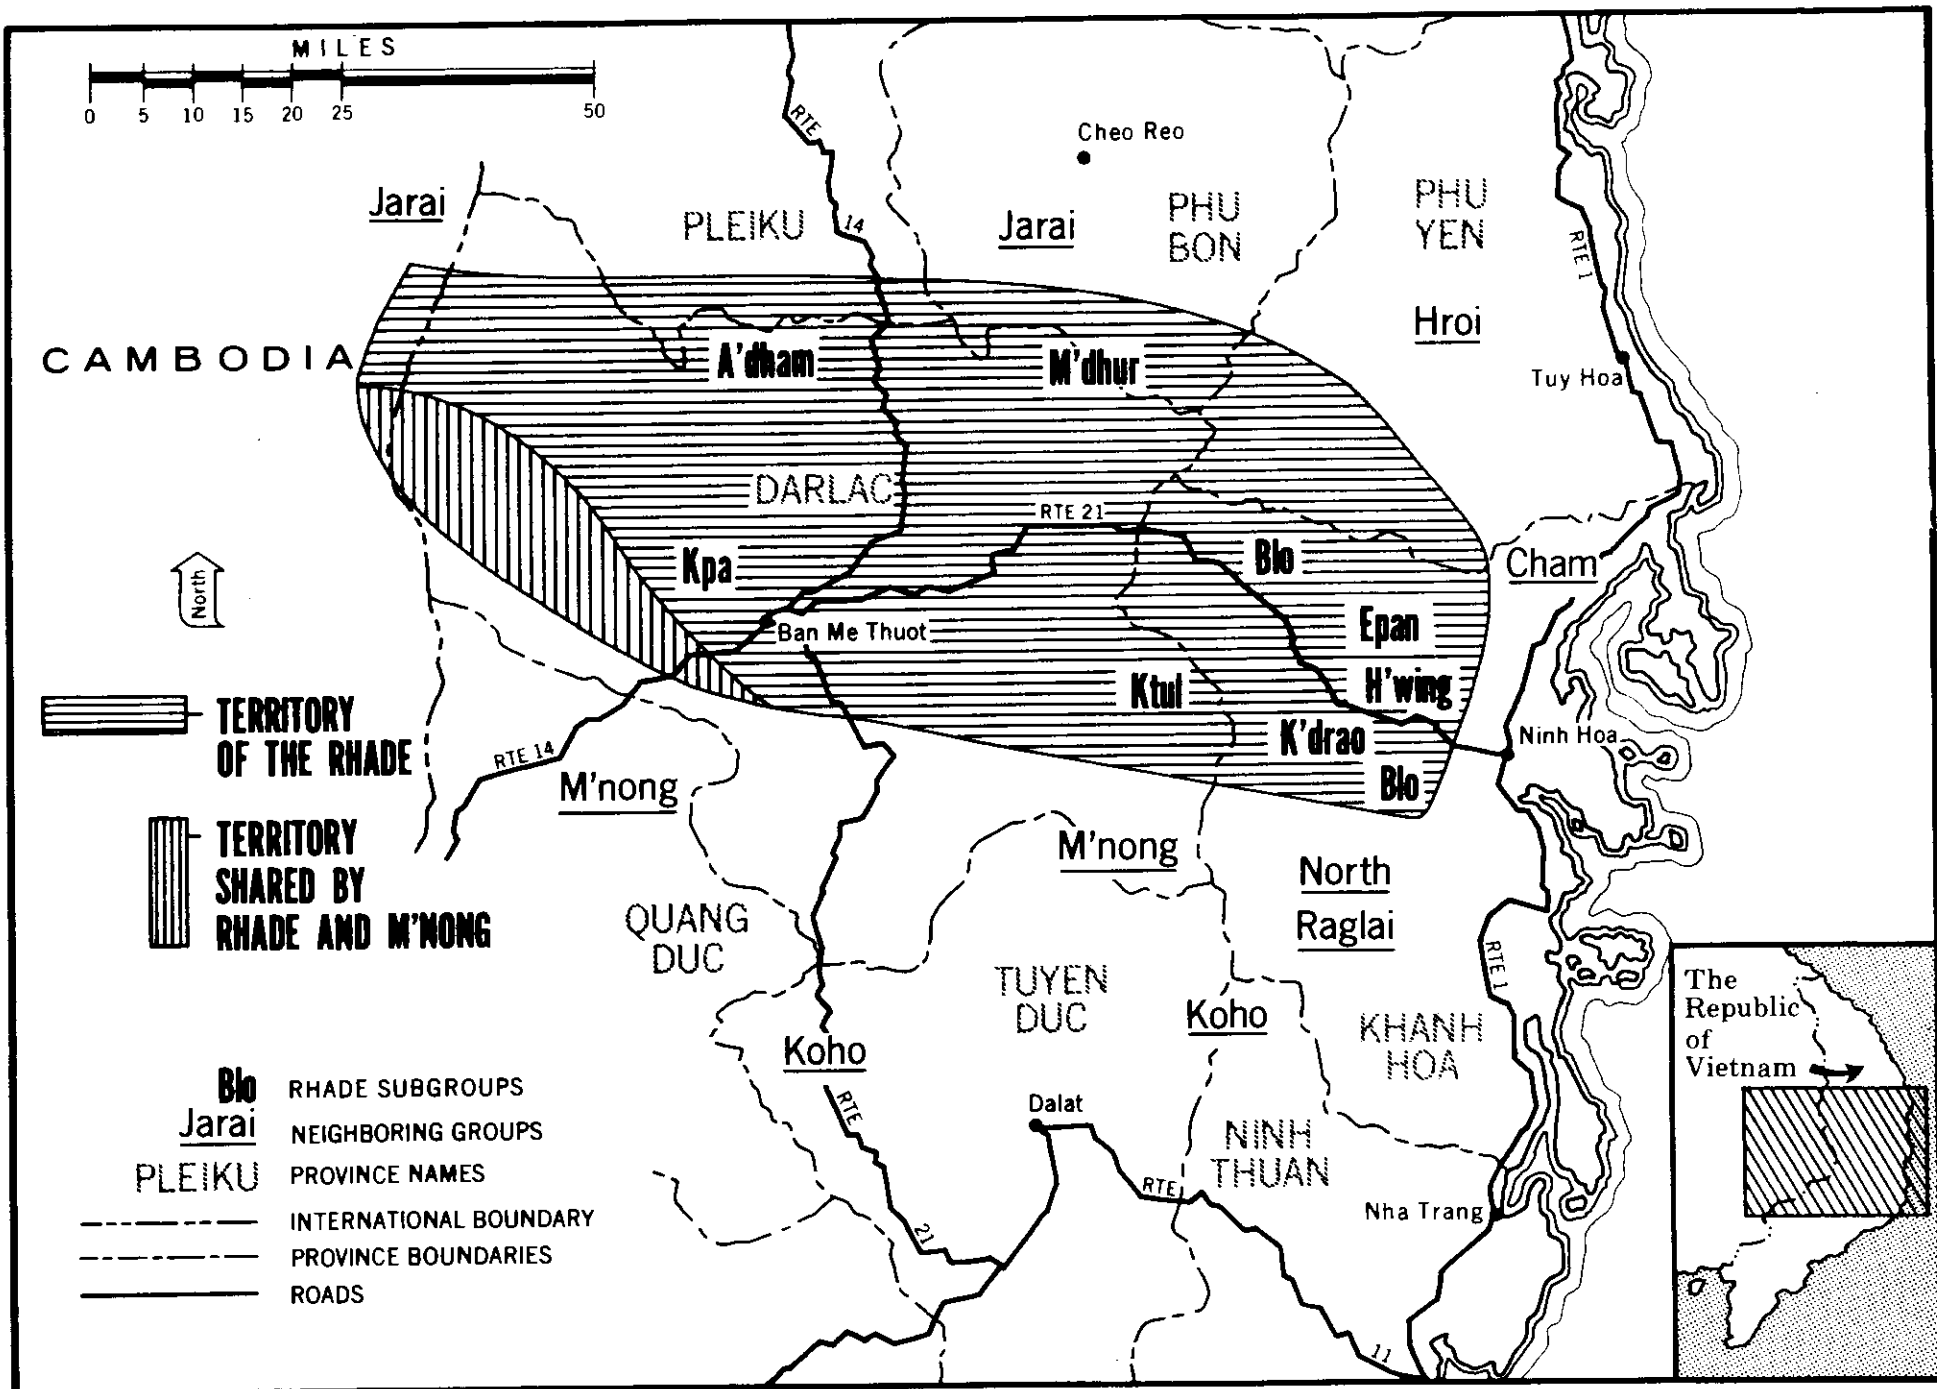 MILES
0 5 10 15 20 25 50
RTE
14
Cheo Reo
Jarai
PLEIKU
Jarai
PHU
BON
PHU
YEN
RTE 1
Hroi
CAMBODIA
A'dham
M'dhur
Tuy Hoa
DARLAC
RTE 21
Kpa
Blo
Cham
North
Ban Me Thuot
Epan
Ktul
H'wing
K'drao
Ninh Hoa
Blo
TERRITORY
OF THE RHADE
RTE 14
M'nong
TERRITORY
SHARED BY
RHADE AND M'NONG
M'nong
North
Raglai
QUANG
DUC
TUYEN
DUC
RTE 1
Koho
Koho
KHANH
HOA
The
Republic
of
Vietnam
Blo RHADE SUBGROUPS
Jarai NEIGHBORING GROUPS
PLEIKU PROVINCE NAMES
INTERNATIONAL BOUNDARY
PROVINCE BOUNDARIES
ROADS
RTE
21
Dalat
RTE
11
NINH
THUAN
Nha Trang